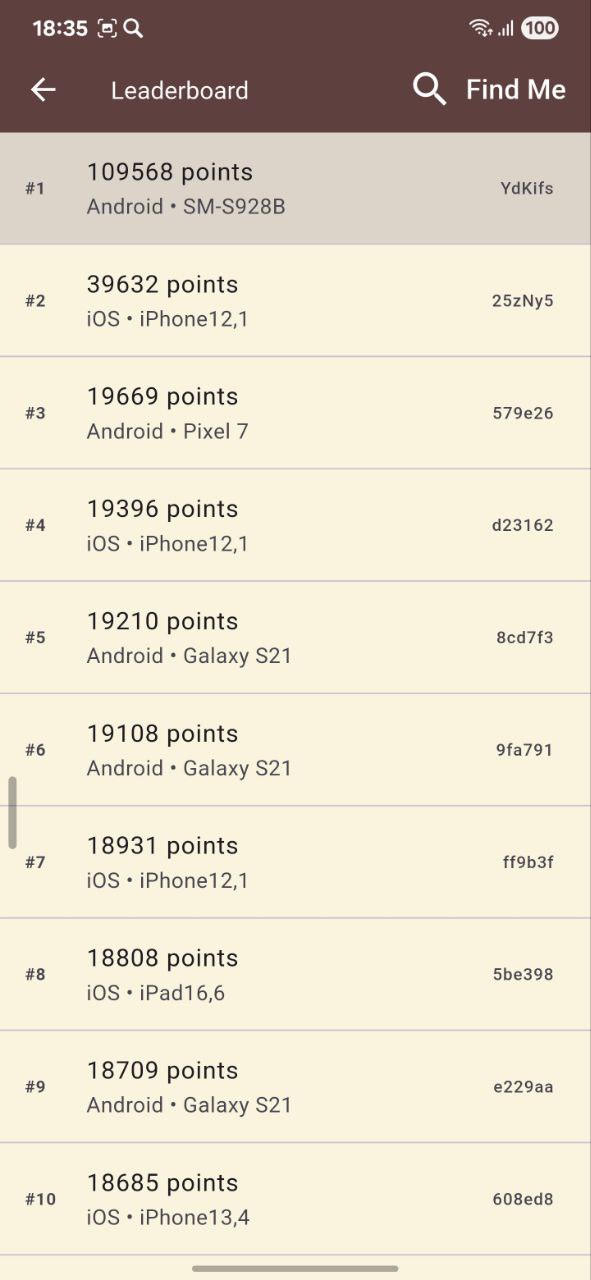 18:35 100
Leaderboard Find Me
#1 109568 points YdKifs
Android • SM-S928B
#2 39632 points 25zNy5
iOS • iPhone12,1
#3 19669 points 579e26
Android • Pixel 7
#4 19396 points d23162
iOS • iPhone12,1
#5 19210 points 8cd7f3
Android • Galaxy S21
#6 19108 points 9fa791
Android • Galaxy S21
#7 18931 points ff9b3f
iOS • iPhone12,1
#8 18808 points 5be398
iOS • iPad16,6
#9 18709 points e229aa
Android • Galaxy S21
#10 18685 points 608ed8
iOS • iPhone13,4